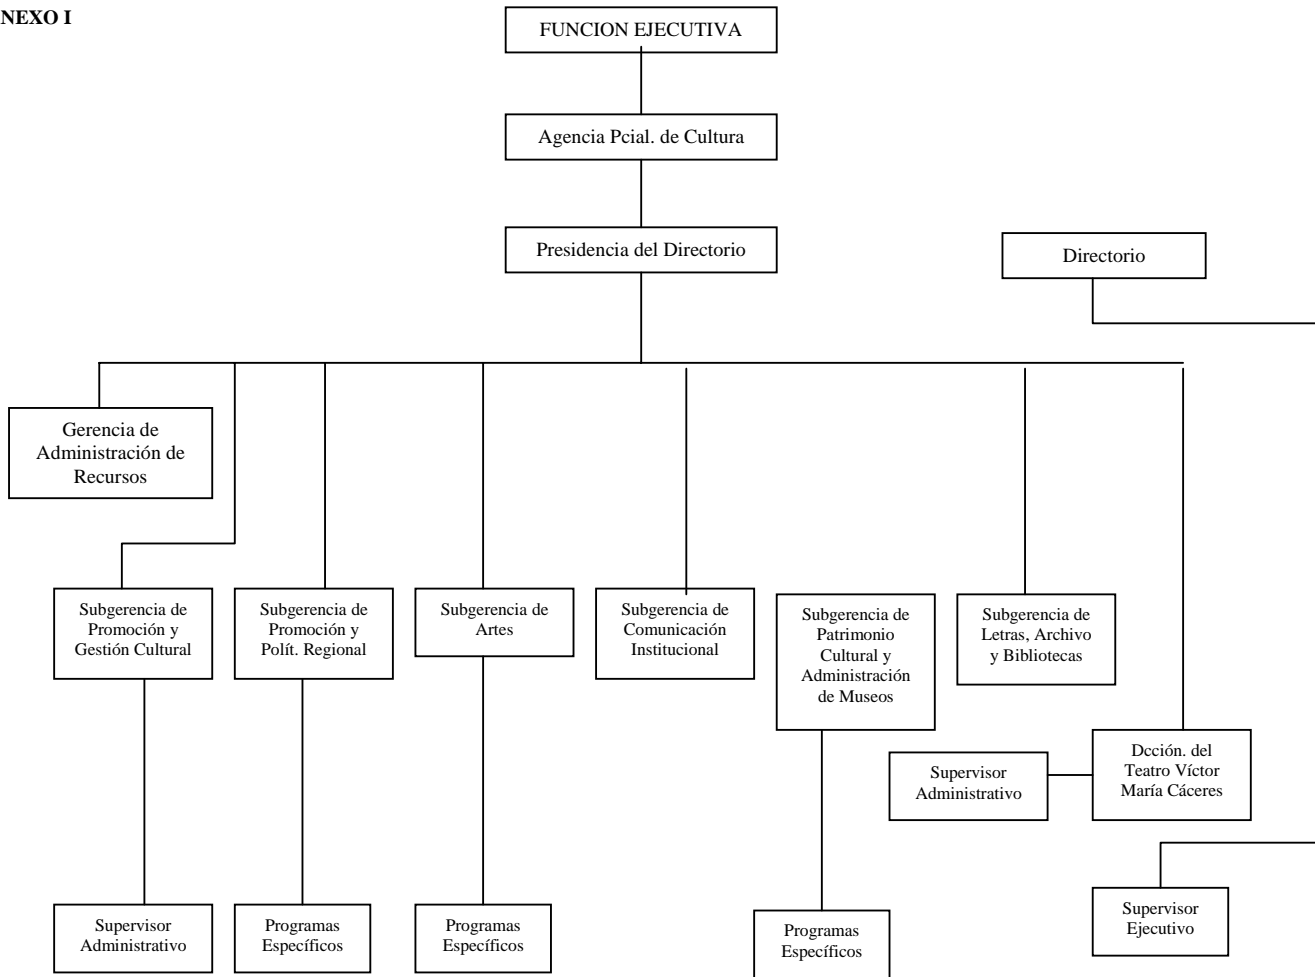 NEXO I
FUNCION EJECUTIVA
Agencia Pcial. de Cultura
Presidencia del Directorio
Directorio
Gerencia de
Administración de
Recursos
Subgerencia de
Promoción y
Gestión Cultural
Subgerencia de
Promoción y
Polít. Regional
Subgerencia de
Artes
Subgerencia de
Comunicación
Institucional
Subgerencia de
Patrimonio
Cultural y
Administración
de Museos
Subgerencia de
Letras, Archivo
y Bibliotecas
Supervisor
Administrativo
Dcción. del
Teatro Víctor
María Cáceres
Supervisor
Administrativo
Programas
Específicos
Programas
Específicos
Programas
Específicos
Supervisor
Ejecutivo